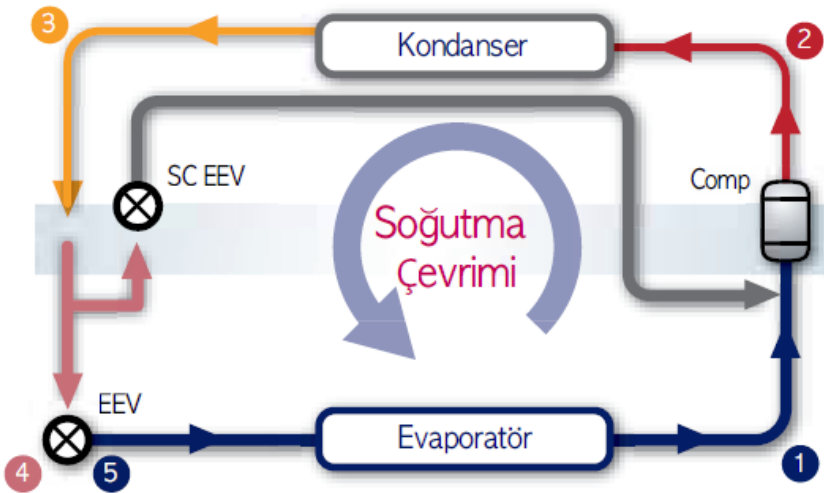 3
Kondanser
2
SC EEV
Comp
Soğutma
Çevrimi
EEV
Evaporatör
4
5
1